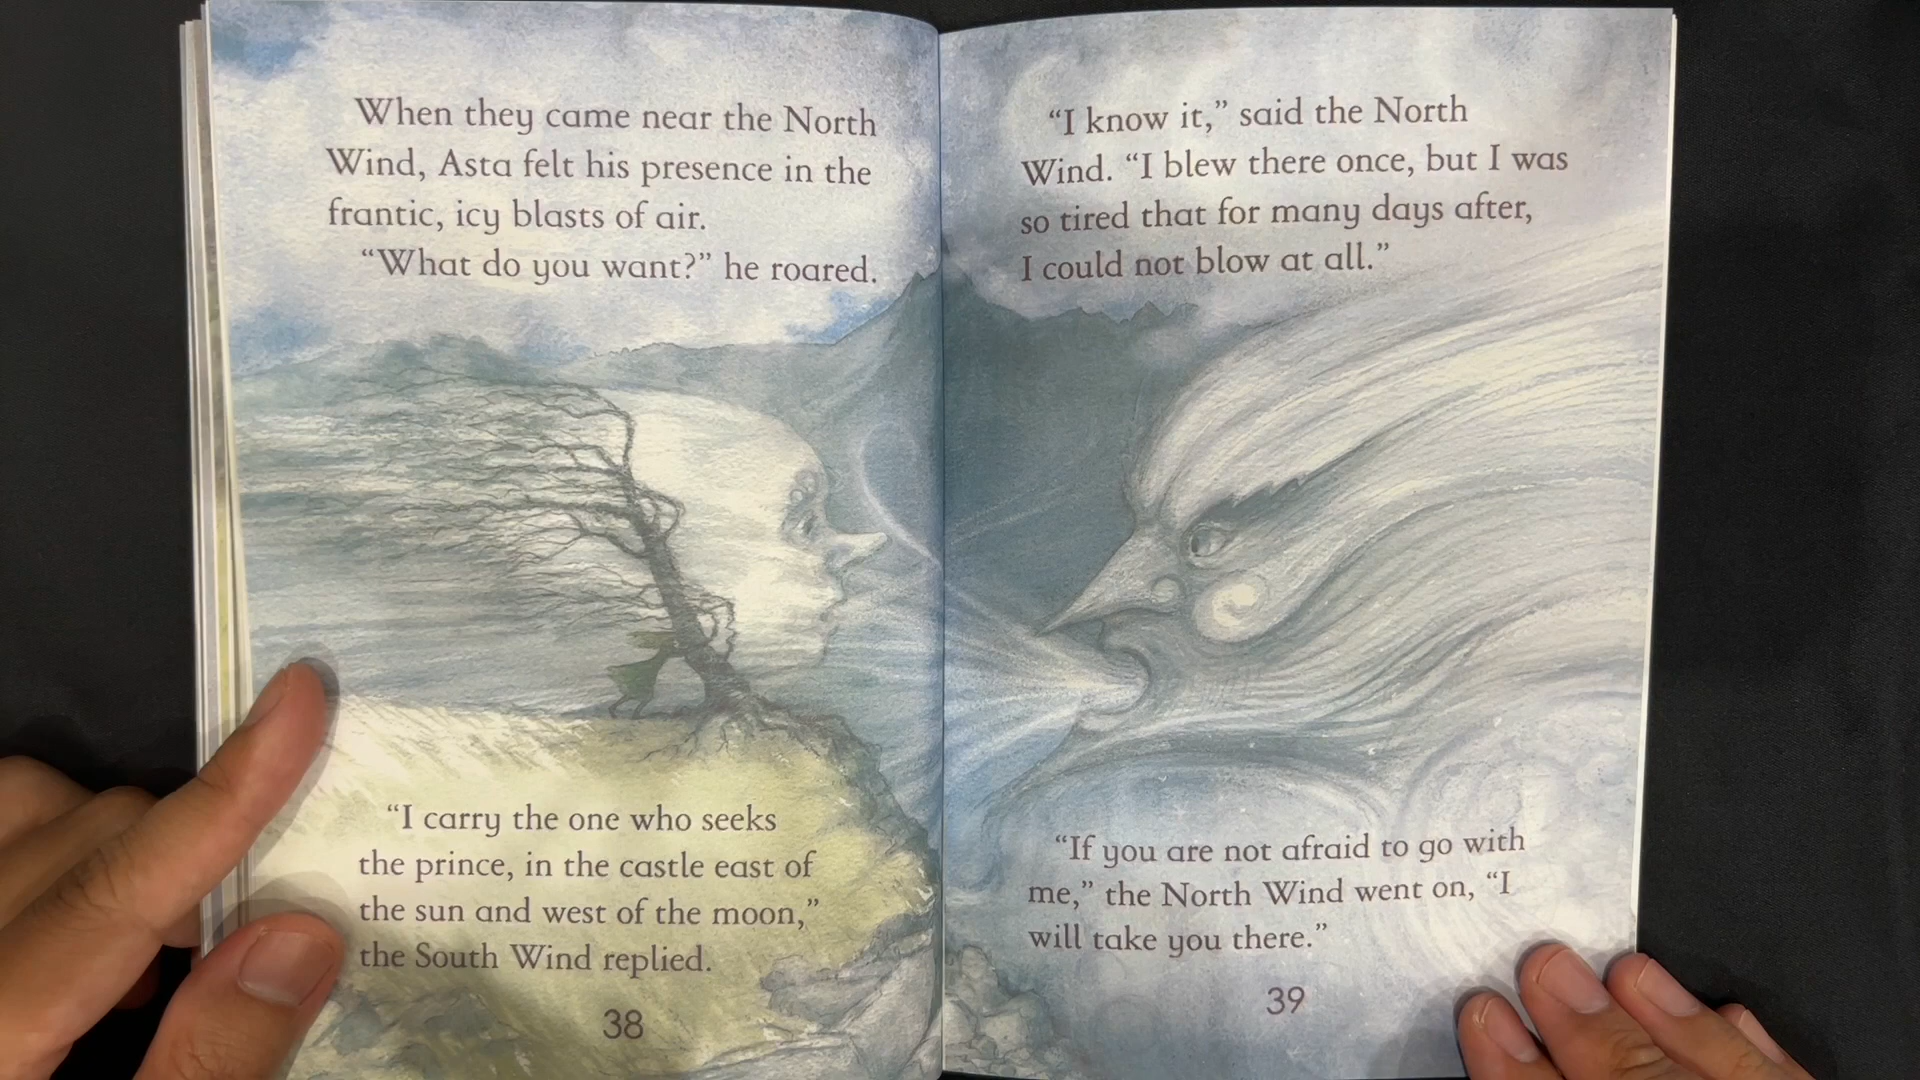 When they came near the North
Wind, Asta felt his presence in the
frantic, icy blasts of air.
“What do you want?” he roared.
“I carry the one who seeks
the prince, in the castle east of
the sun and west of the moon,”
the South Wind replied.
38
“I know it,” said the North
Wind. “I blew there once, but I was
so tired that for many days after,
I could not blow at all.”
“If you are not afraid to go with
me,” the North Wind went on, “I
will take you there.”
39